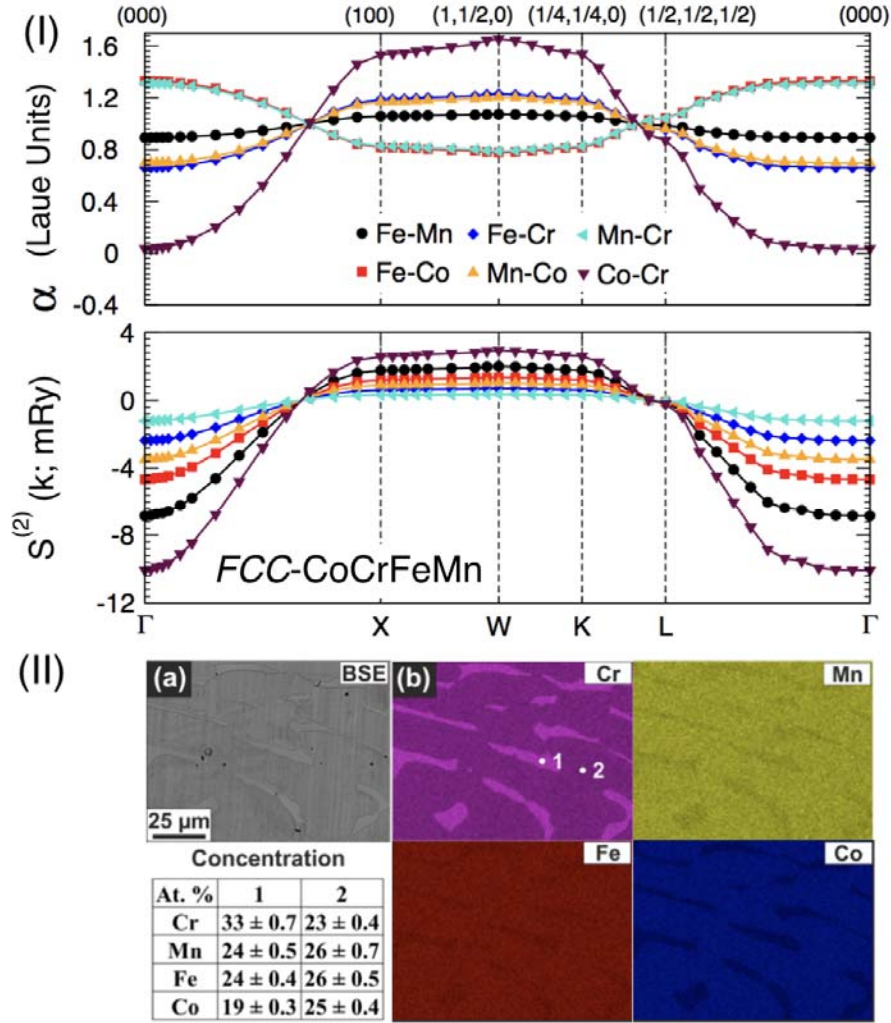 (I)
(000) (100) (1,1/2,0) (1/4,1/4,0) (1/2,1/2,1/2) (000)
α (Laue Units)
1.6
1.2
0.8
0.4
0
-0.4
Fe-Mn Fe-Cr Mn-Cr
Fe-Co Mn-Co Co-Cr
S(2) (k; mRy)
4
0
-4
-8
-12
FCC-CoCrFeMn
Γ X W K L Γ
(II)
(a) BSE
25 μm
(b) Cr
1
2
Mn
Fe
Co
Concentration
At. % 1 2
Cr 33 ± 0.7 23 ± 0.4
Mn 24 ± 0.5 26 ± 0.7
Fe 24 ± 0.4 26 ± 0.5
Co 19 ± 0.3 25 ± 0.4